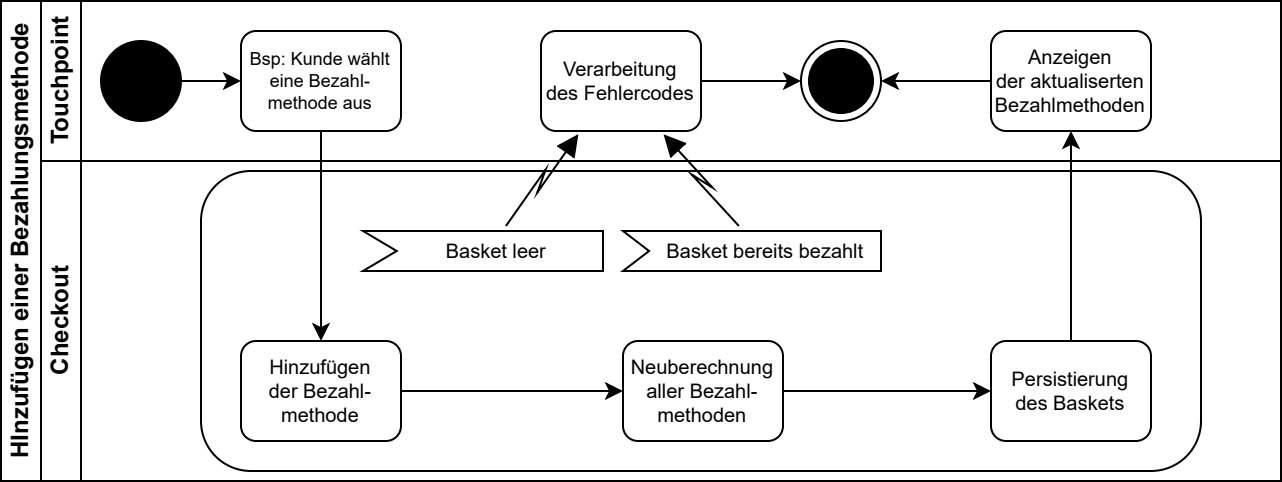 HInzufügen einer Bezahlungsmethode
Touchpoint
Bsp: Kunde wählt
eine Bezahl-
methode aus
Verarbeitung
des Fehlercodes
Anzeigen
der aktualiserten
Bezahlmethoden
Checkout
Basket leer
Basket bereits bezahlt
Hinzufügen
der Bezahl-
methode
Neuberechnung
aller Bezahl-
methoden
Persistierung
des Baskets